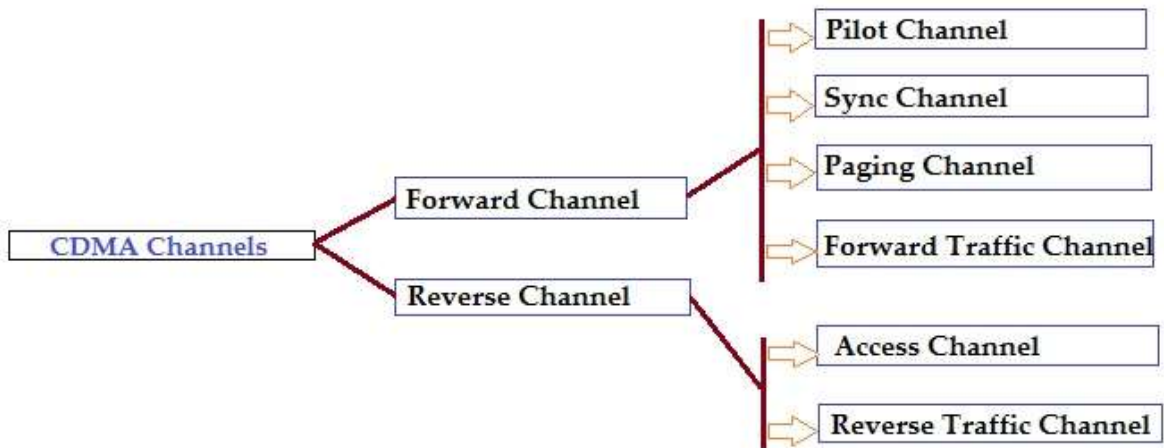 Pilot Channel
Sync Channel
Paging Channel
Forward Channel
CDMA Channels
Forward Traffic Channel
Reverse Channel
Access Channel
Reverse Traffic Channel